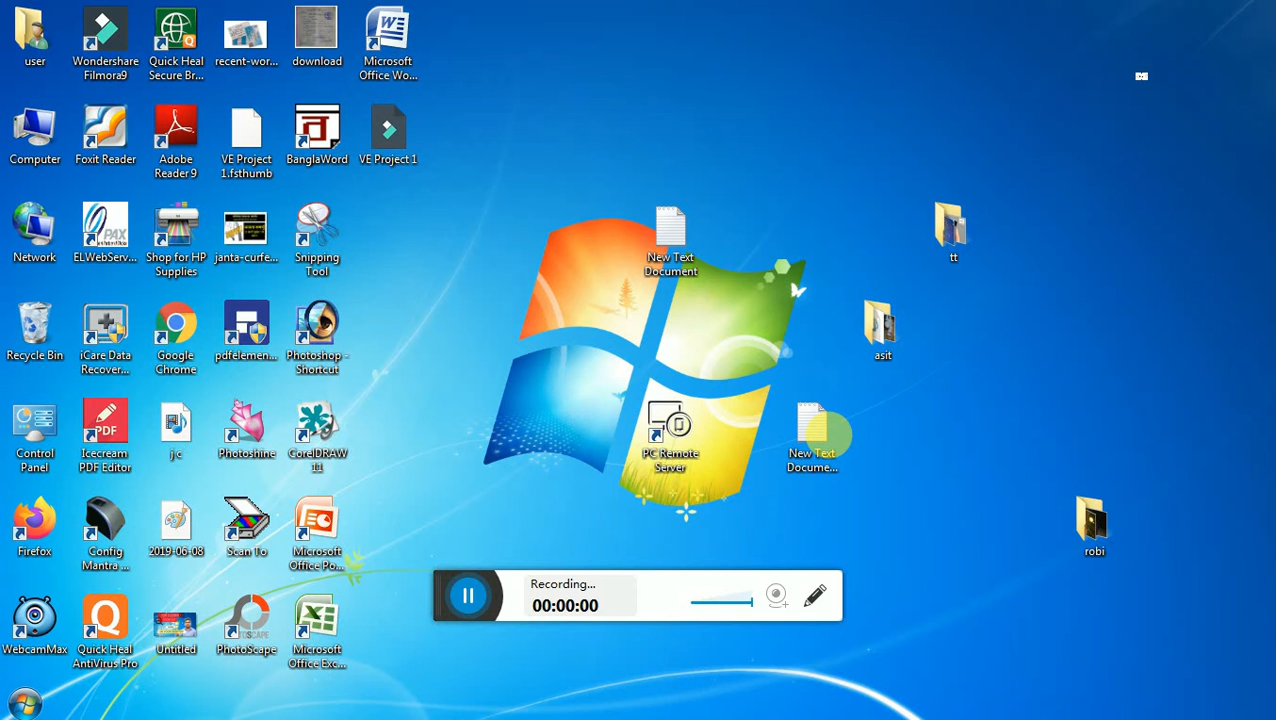 user
Wondershare
Filmora9
Quick Heal
Secure Br...
recent-wor...
download
Microsoft
Office Wo...
Computer
Foxit Reader
Adobe
Reader 9
VE Project
1.fsthumb
BanglaWord
VE Project 1
Network
PAX
ELWebServ...
Shop for HP
Supplies
janta-curfe...
Snipping
Tool
New Text
Document
tt
Recycle Bin
iCare Data
Recover...
Google
Chrome
pdfelemen...
Photoshop -
Shortcut
asit
Control
Panel
PDF
Icecream
PDF Editor
j c
Photoshine
CorelDRAW
11
PC Remote
Server
New Text
Docume...
Firefox
Config
Mantra ...
2019-06-08
Scan To
Microsoft
Office Po...
robi
Recording...
00:00:00
WebcamMax
Quick Heal
AntiVirus Pro
Untitled
PhotoScape
Microsoft
Office Exc...